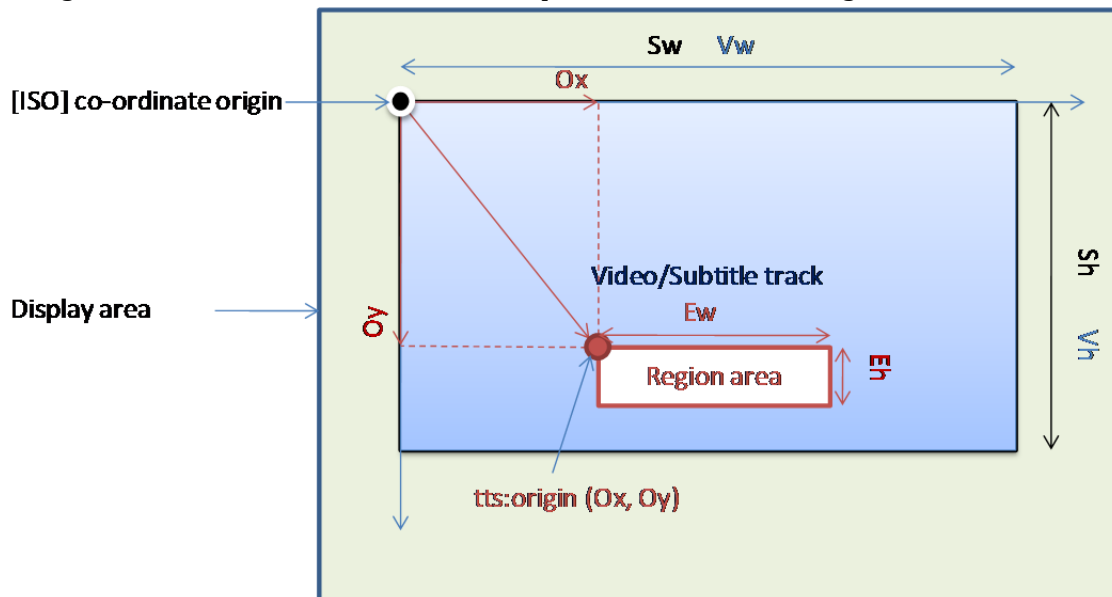 Sw Vw
Ox
[ISO] co-ordinate origin
Sh
Video/Subtitle track
Display area
Oy
Ew
Vh
Region area
Eh
tts:origin (Ox, Oy)